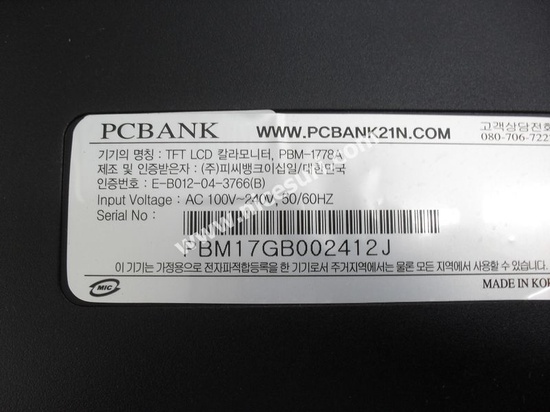 PCBANK WWW.PCBANK21N.COM 고객상담전화
080-706-722
기기의 명칭 : TFT LCD 칼라모니터, PBM-1778A
제조 및 인증받은자 : (주)피씨뱅크이십일/대한민국
인증번호 : E-B012-04-3766(B)
Input Voltage : AC 100V~240V, 50/60HZ
Serial No :
PBM17GB002412J
이 기기는 가정용으로 전자파적합등록을 한 기기로서 주거지역에서는 물론 모든 지역에서 사용할 수 있습니다.
MIC
MADE IN KOR